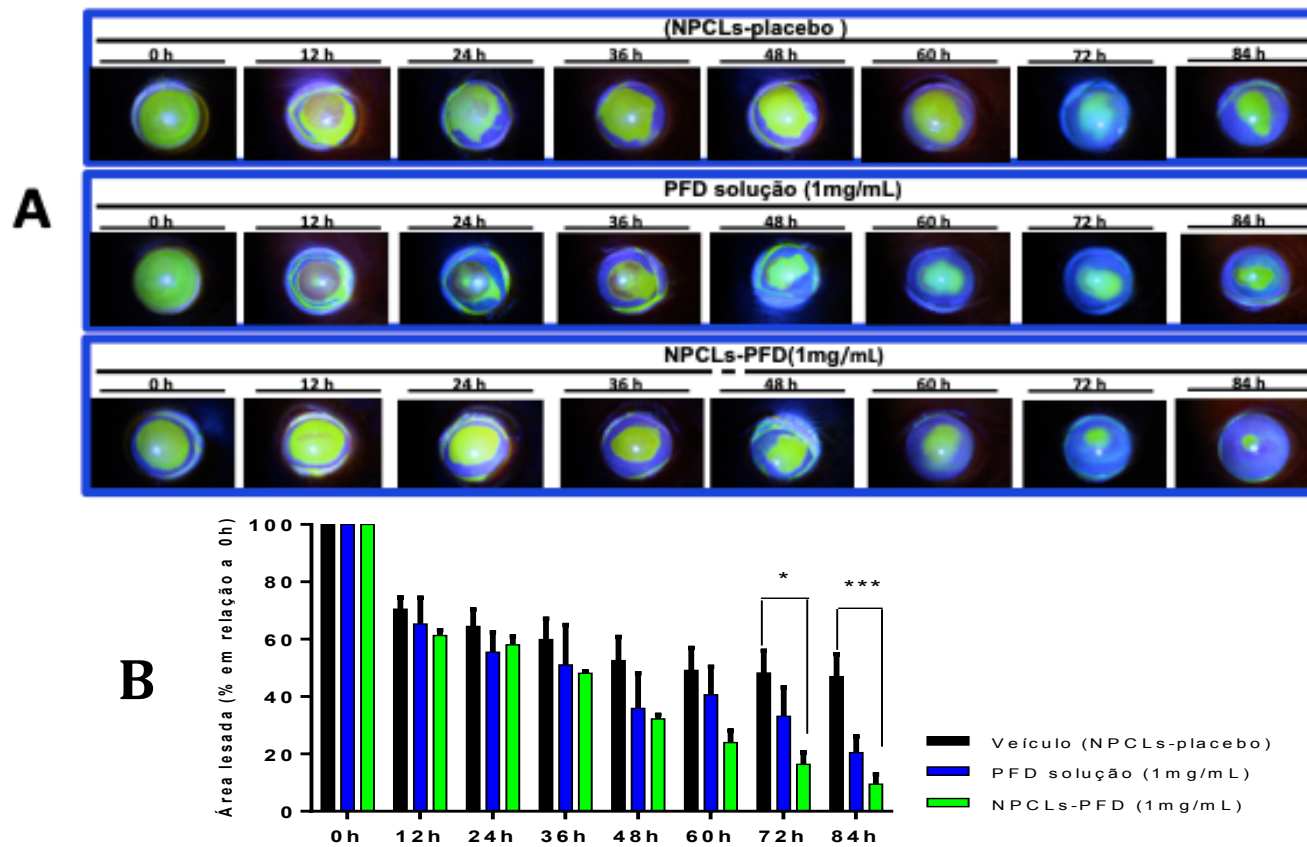 (NPCLs-placebo )
0 h 12 h 24 h 36 h 48 h 60 h 72 h 84 h
A
PFD solução (1mg/mL)
0 h 12 h 24 h 36 h 48 h 60 h 72 h 84 h
NPCLs-PFD(1mg/mL)
0 h 12 h 24 h 36 h 48 h 60 h 72 h 84 h
B
Área lesada (% em relação a 0h)
100
80
60
40
20
0
* ***
0h 12h 24h 36h 48h 60h 72h 84h
Veículo (NPCLs-placebo)
PFD solução (1mg/mL)
NPCLs-PFD (1mg/mL)